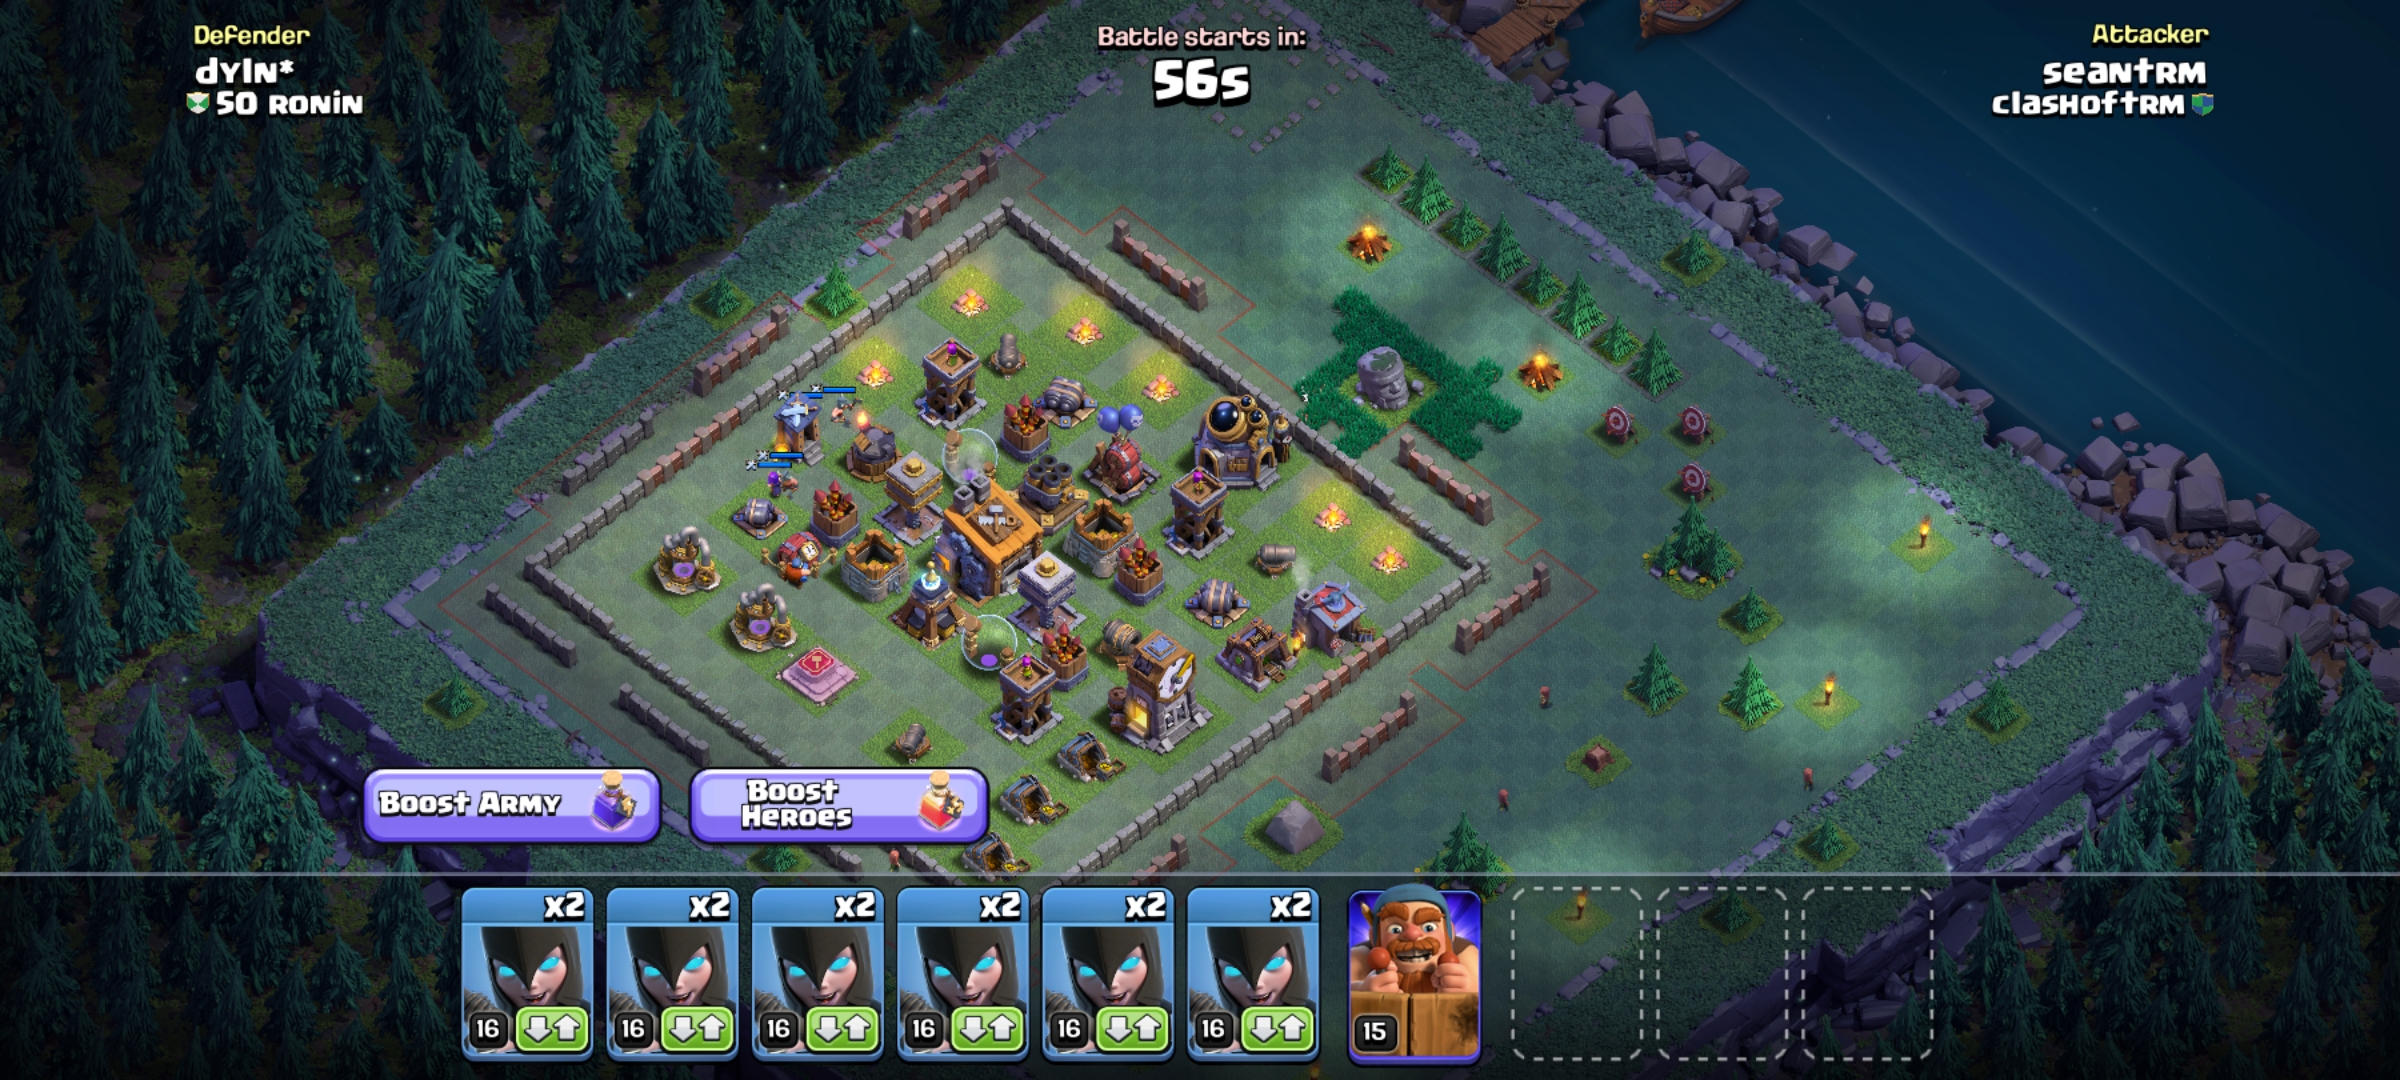 Defender
dyln*
50 RONIN
Battle starts in:
56s
Attacker
seantRM
clashoftRM
Boost Army
Boost
Heroes
x2
x2
x2
x2
x2
x2
16
16
16
16
16
16
15